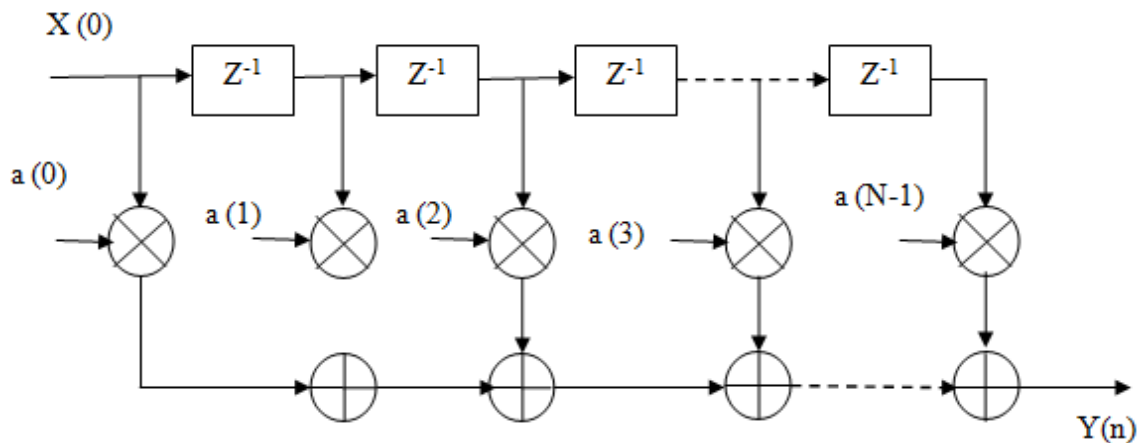 X (0)
Z-1 Z-1 Z-1 Z-1
a (0)
a (1) a (2) a (3) a (N-1)
Y(n)